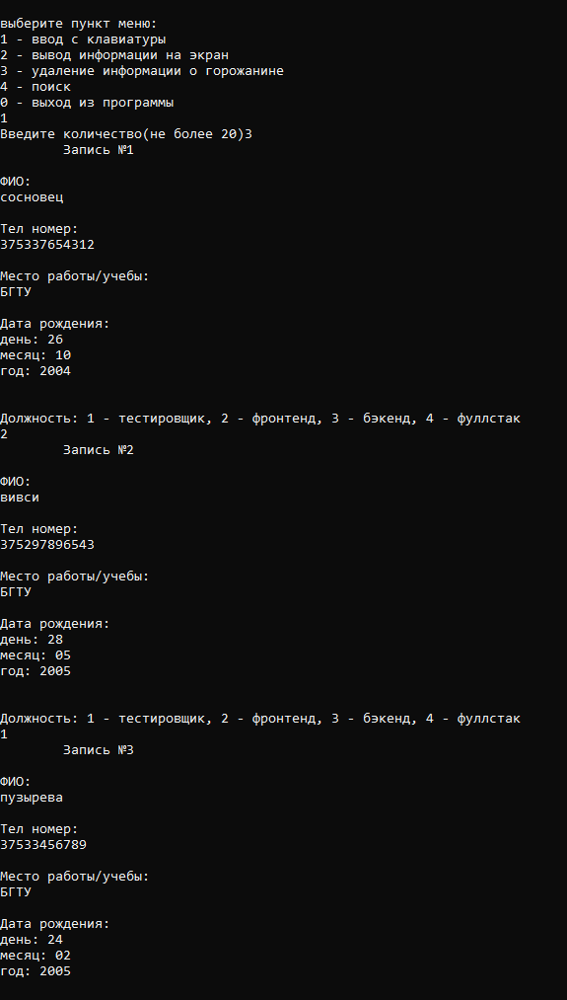 выберите пункт меню:
1 - ввод с клавиатуры
2 - вывод информации на экран
3 - удаление информации о горожанине
4 - поиск
0 - выход из программы
1
Введите количество(не более 20)3
Запись №1
ФИО:
сосновец
Тел номер:
375337654312
Место работы/учебы:
БГТУ
Дата рождения:
день: 26
месяц: 10
год: 2004
Должность: 1 - тестировщик, 2 - фронтенд, 3 - бэкенд, 4 - фуллстак
2
Запись №2
ФИО:
вивси
Тел номер:
375297896543
Место работы/учебы:
БГТУ
Дата рождения:
день: 28
месяц: 05
год: 2005
Должность: 1 - тестировщик, 2 - фронтенд, 3 - бэкенд, 4 - фуллстак
1
Запись №3
ФИО:
пузырева
Тел номер:
37533456789
Место работы/учебы:
БГТУ
Дата рождения:
день: 24
месяц: 02
год: 2005